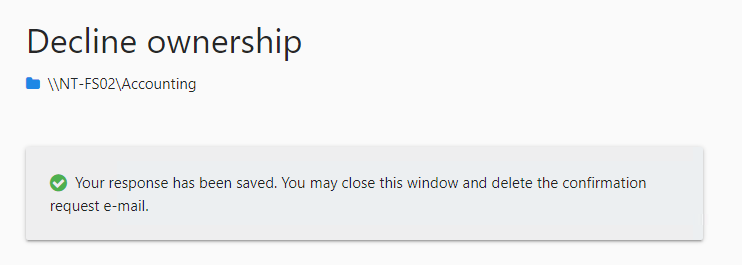 Decline ownership
\\NT-FS02\Accounting
Your response has been saved. You may close this window and delete the confirmation
request e-mail.